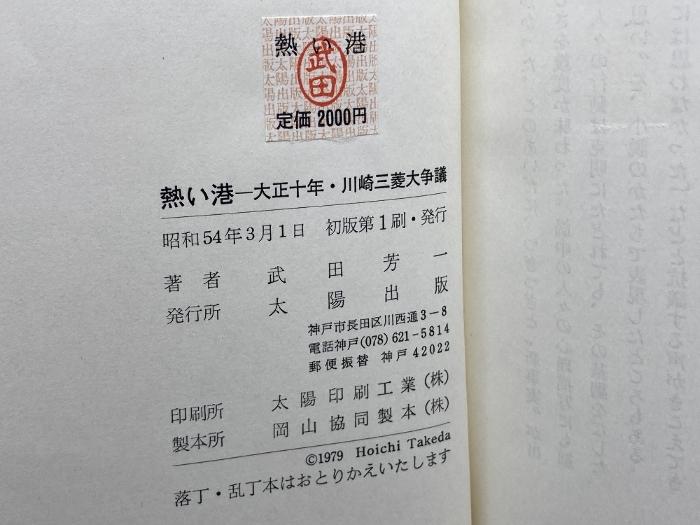 熱い港
武田
定価 2000円
熱い港―大正十年・川崎三菱大争議
昭和54年3月1日 初版第1刷・発行
著者 武田芳一
発行所 太陽出版
神戸市長田区川西通3−8
電話神戸(078)621-5814
郵便振替 神戸42022
印刷所 太陽印刷工業(株)
製本所 岡山協同製本(株)
©1979 Hoichi Takeda
落丁・乱丁本はおとりかえいたします